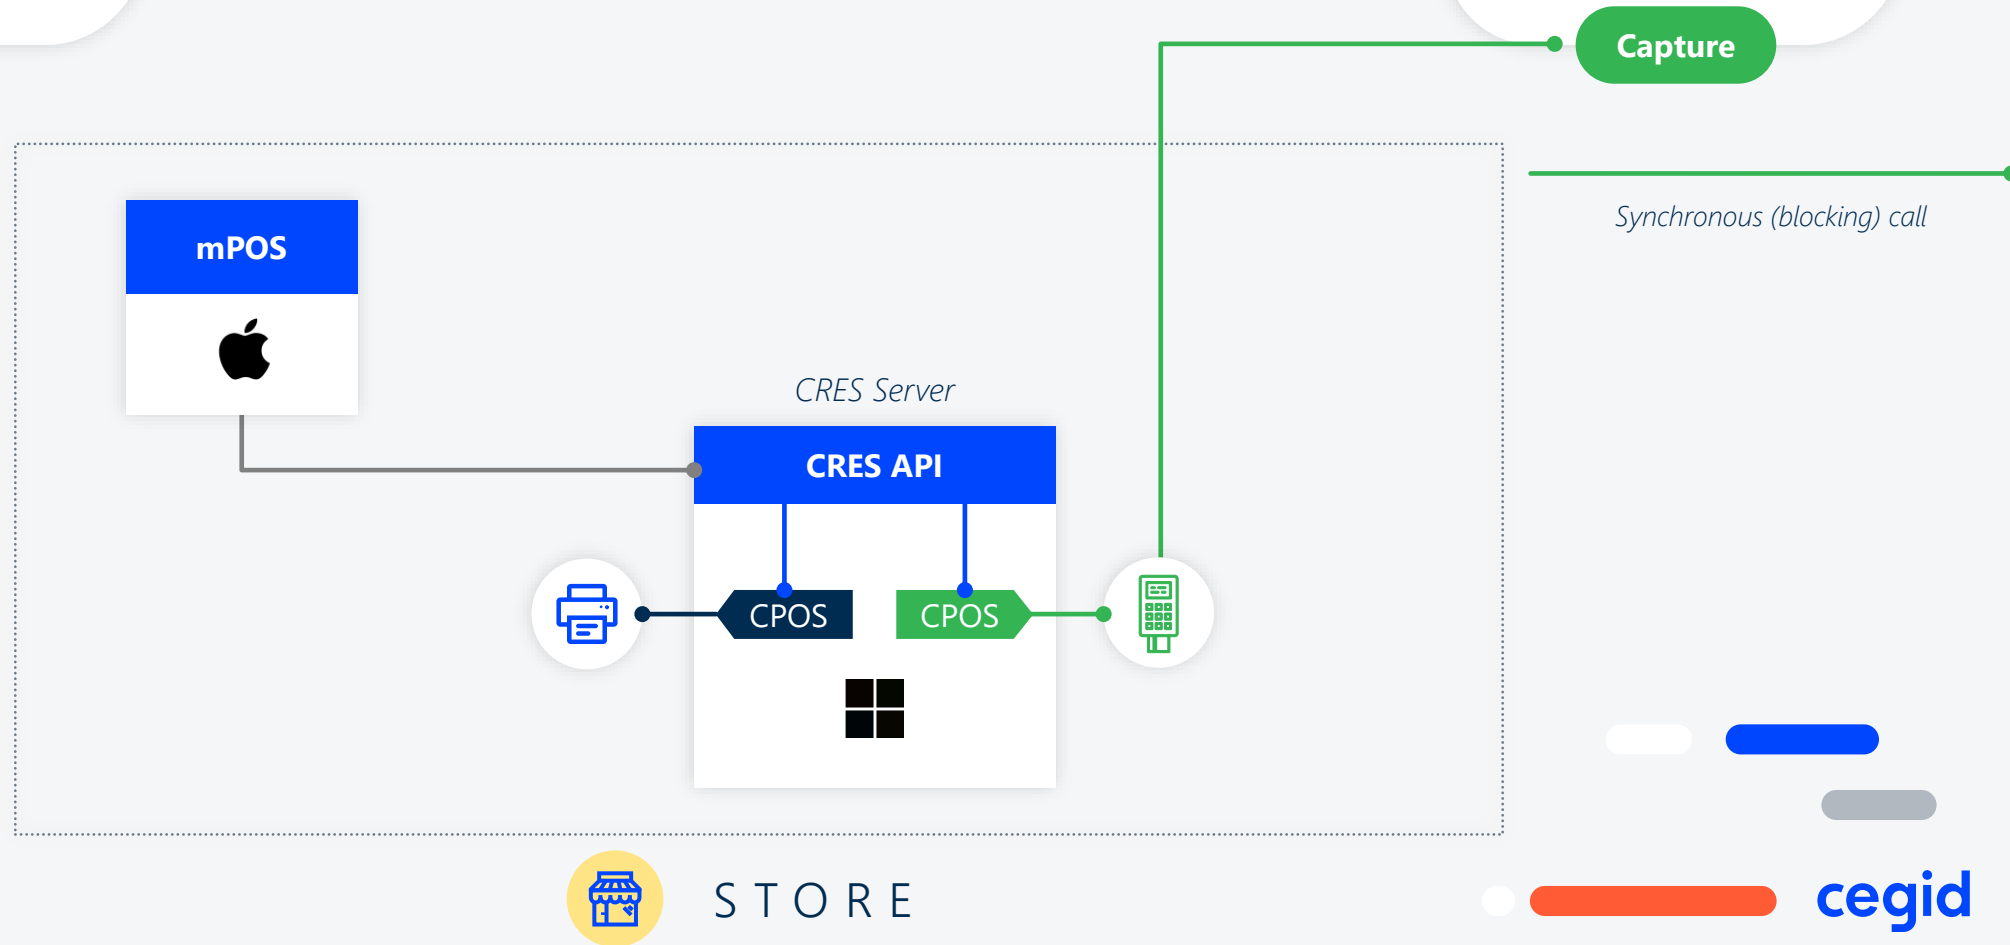 Capture
Synchronous (blocking) call
mPOS
CRES Server
CRES API
CPOS
CPOS
STORE
cegid